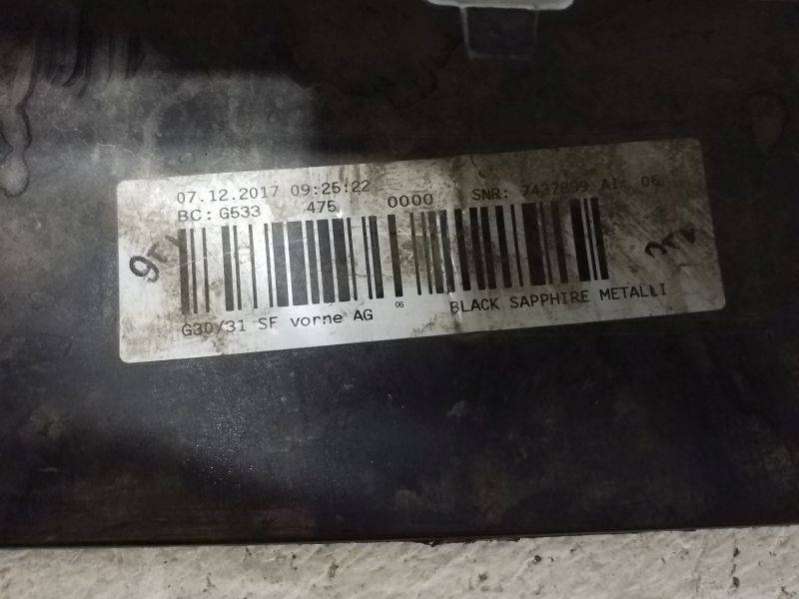 07.12.2017 09:25:22
BC: G533 475 0000 SNR: 7437899 AI: 06
06
G30/31 SF vorne AG BLACK SAPPHIRE METALLI